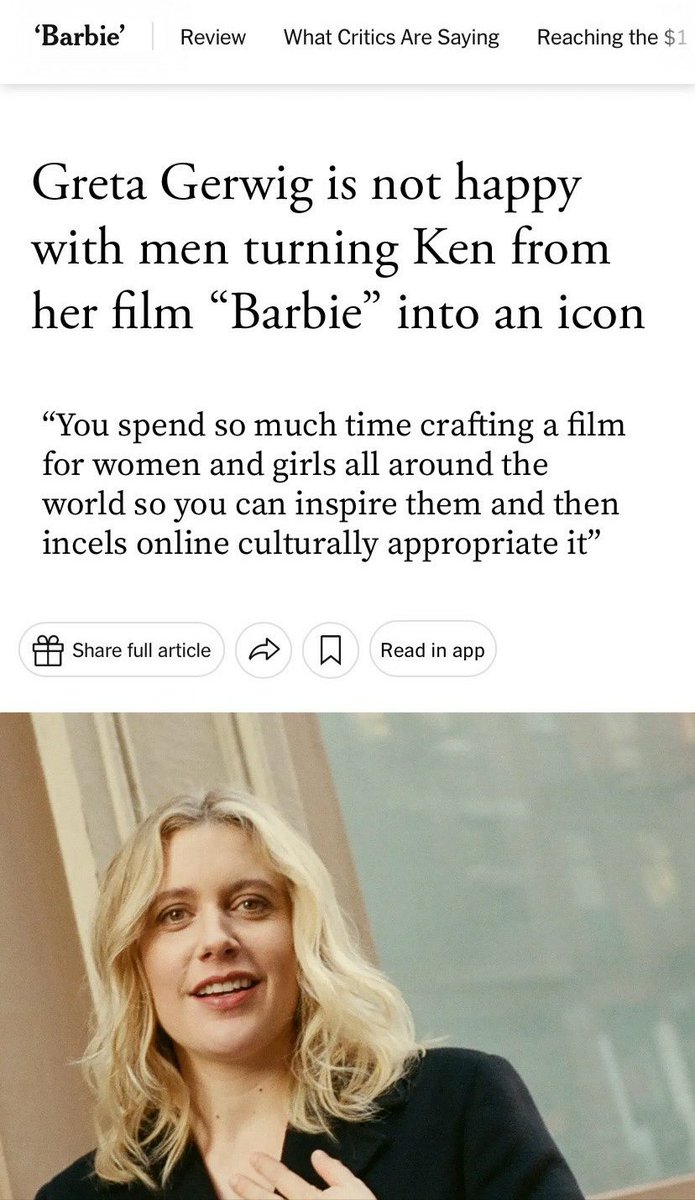 ‘Barbie’ Review What Critics Are Saying Reaching the $1
Greta Gerwig is not happy
with men turning Ken from
her film “Barbie” into an icon
“You spend so much time crafting a film
for women and girls all around the
world so you can inspire them and then
incels online culturally appropriate it”
Share full article Read in app